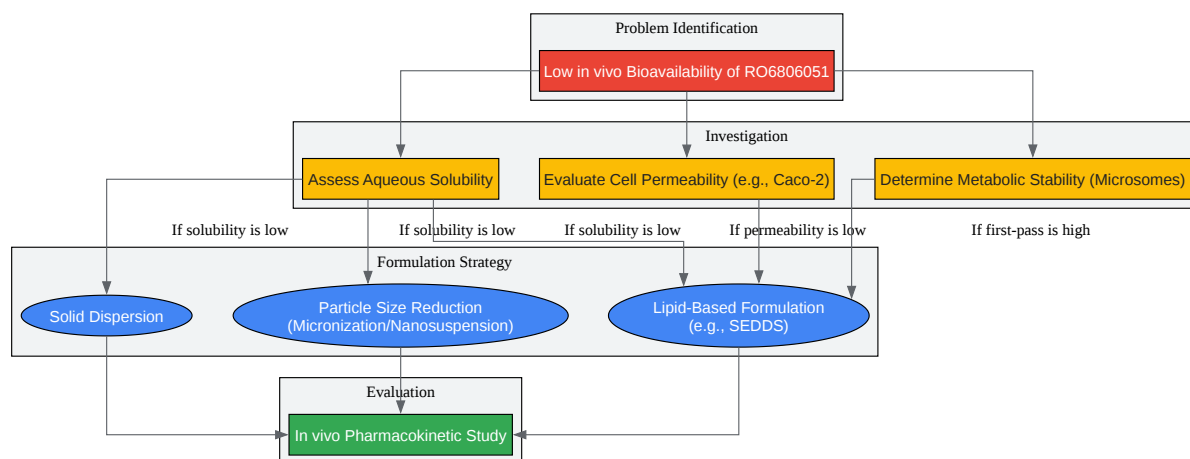 Problem Identification
Low in vivo Bioavailability of RO6806051
Investigation
Assess Aqueous Solubility
Evaluate Cell Permeability (e.g., Caco-2)
Determine Metabolic Stability (Microsomes)
If solubility is low
If solubility is low
If solubility is low
If permeability is low
If first-pass is high
Formulation Strategy
Solid Dispersion
Particle Size Reduction
(Micronization/Nanosuspension)
Lipid-Based Formulation
(e.g., SEDDS)
Evaluation
In vivo Pharmacokinetic Study